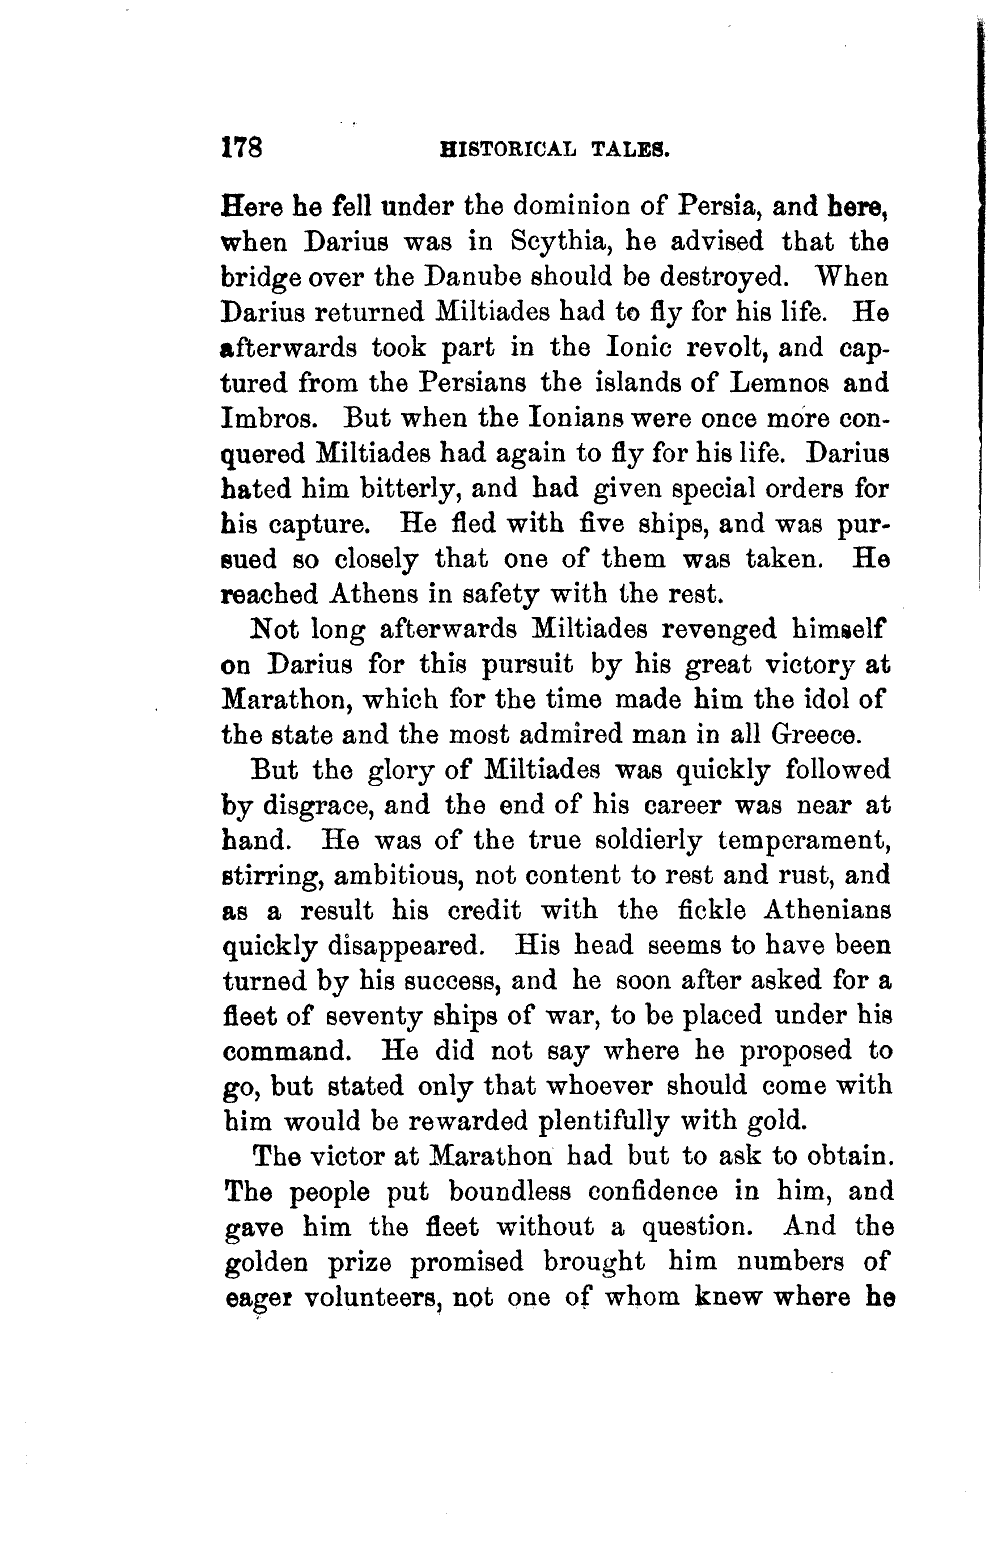 178 HISTORICAL TALES.
Here he fell under the dominion of Persia, and here,
when Darius was in Scythia, he advised that the
bridge over the Danube should be destroyed. When
Darius returned Miltiades had to fly for his life. He
afterwards took part in the Ionic revolt, and cap-
tured from the Persians the islands of Lemnos and
Imbros. But when the Ionians were once more con-
quered Miltiades had again to fly for his life. Darius
hated him bitterly, and had given special orders for
his capture. He fled with five ships, and was pur-
sued so closely that one of them was taken. He
reached Athens in safety with the rest.
Not long afterwards Miltiades revenged himself
on Darius for this pursuit by his great victory at
Marathon, which for the time made him the idol of
the state and the most admired man in all Greece.
But the glory of Miltiades was quickly followed
by disgrace, and the end of his career was near at
hand. He was of the true soldierly temperament,
stirring, ambitious, not content to rest and rust, and
as a result his credit with the fickle Athenians
quickly disappeared. His head seems to have been
turned by his success, and he soon after asked for a
fleet of seventy ships of war, to be placed under his
command. He did not say where he proposed to
go, but stated only that whoever should come with
him would be rewarded plentifully with gold.
The victor at Marathon had but to ask to obtain.
The people put boundless confidence in him, and
gave him the fleet without a question. And the
golden prize promised brought him numbers of
eager volunteers, not one of whom knew where he